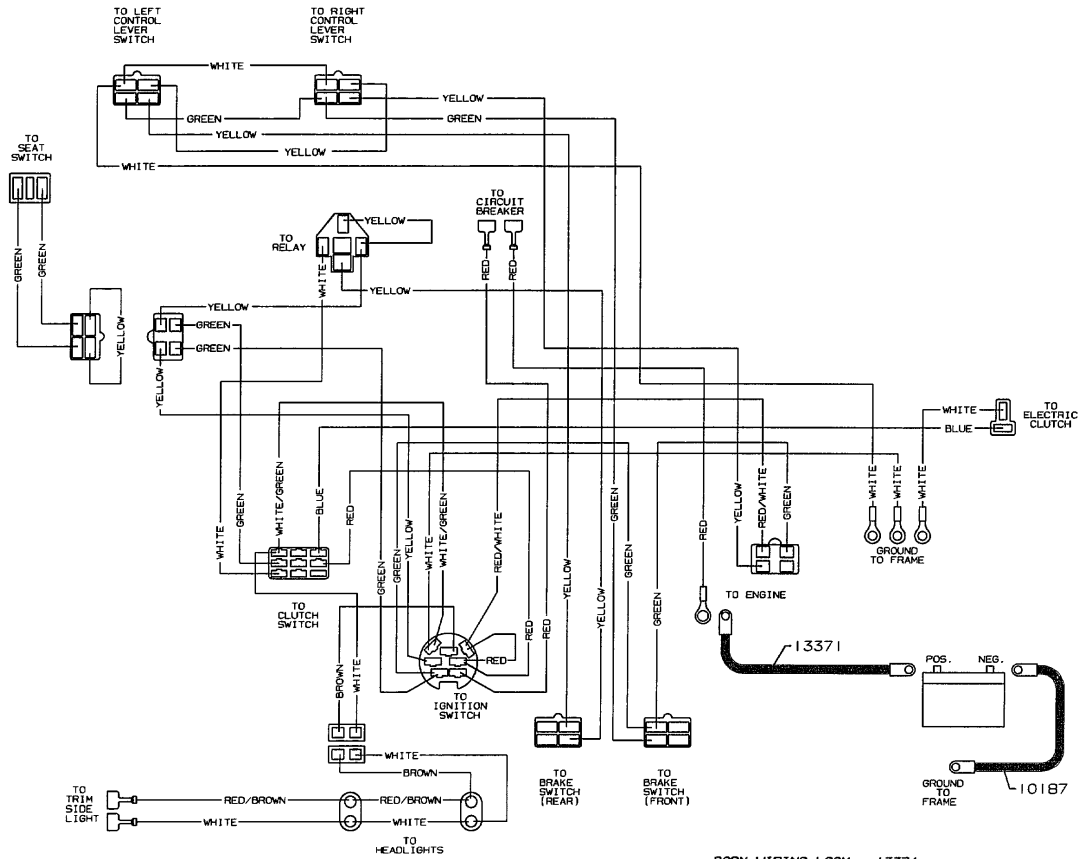 TO LEFT
CONTROL
LEVER
SWITCH
TO RIGHT
CONTROL
LEVER
SWITCH
WHITE
YELLOW
GREEN
GREEN
YELLOW
YELLOW
WHITE
TO
SEAT
SWITCH
GREEN
GREEN
TO
RELAY
YELLOW
WHITE
YELLOW
TO
CIRCUIT
BREAKER
RED
RED
YELLOW
YELLOW
GREEN
GREEN
YELLOW
WHITE
BLUE
TO
ELECTRIC
CLUTCH
WHITE
GREEN
WHITE/GREEN
BLUE
RED
YELLOW
WHITE
WHITE/GREEN
RED/WHITE
GREEN
GREEN
GREEN
YELLOW
YELLOW
GREEN
RED
YELLOW
RED/WHITE
GREEN
WHITE
WHITE
WHITE
GROUND
TO FRAME
TO ENGINE
TO
CLUTCH
SWITCH
RED
RED
RED
BROWN
WHITE
TO
IGNITION
SWITCH
GREEN
13371
POS.
NEG.
WHITE
BROWN
TO
BRAKE
SWITCH
(REAR)
TO
BRAKE
SWITCH
(FRONT)
GROUND
TO
FRAME
10187
TO
TRIM
SIDE
LIGHT
RED/BROWN
RED/BROWN
WHITE
WHITE
TO
HEADLIGHTS